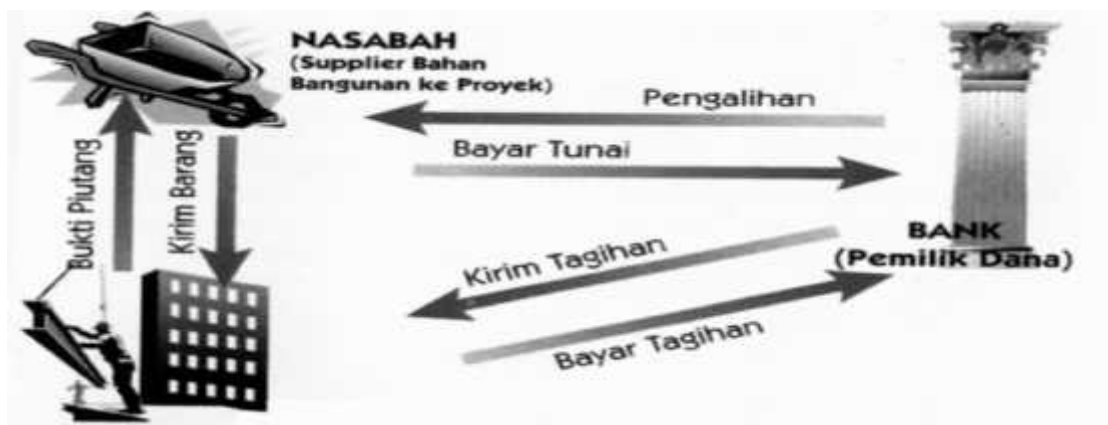 NASABAH
(Supplier Bahan
Bangunan ke Proyek)
Pengalihan
Bayar Tunai
Bukti Piutang
Kirim Barang
Kirim Tagihan
Bayar Tagihan
BANK
(Pemilik Dana)